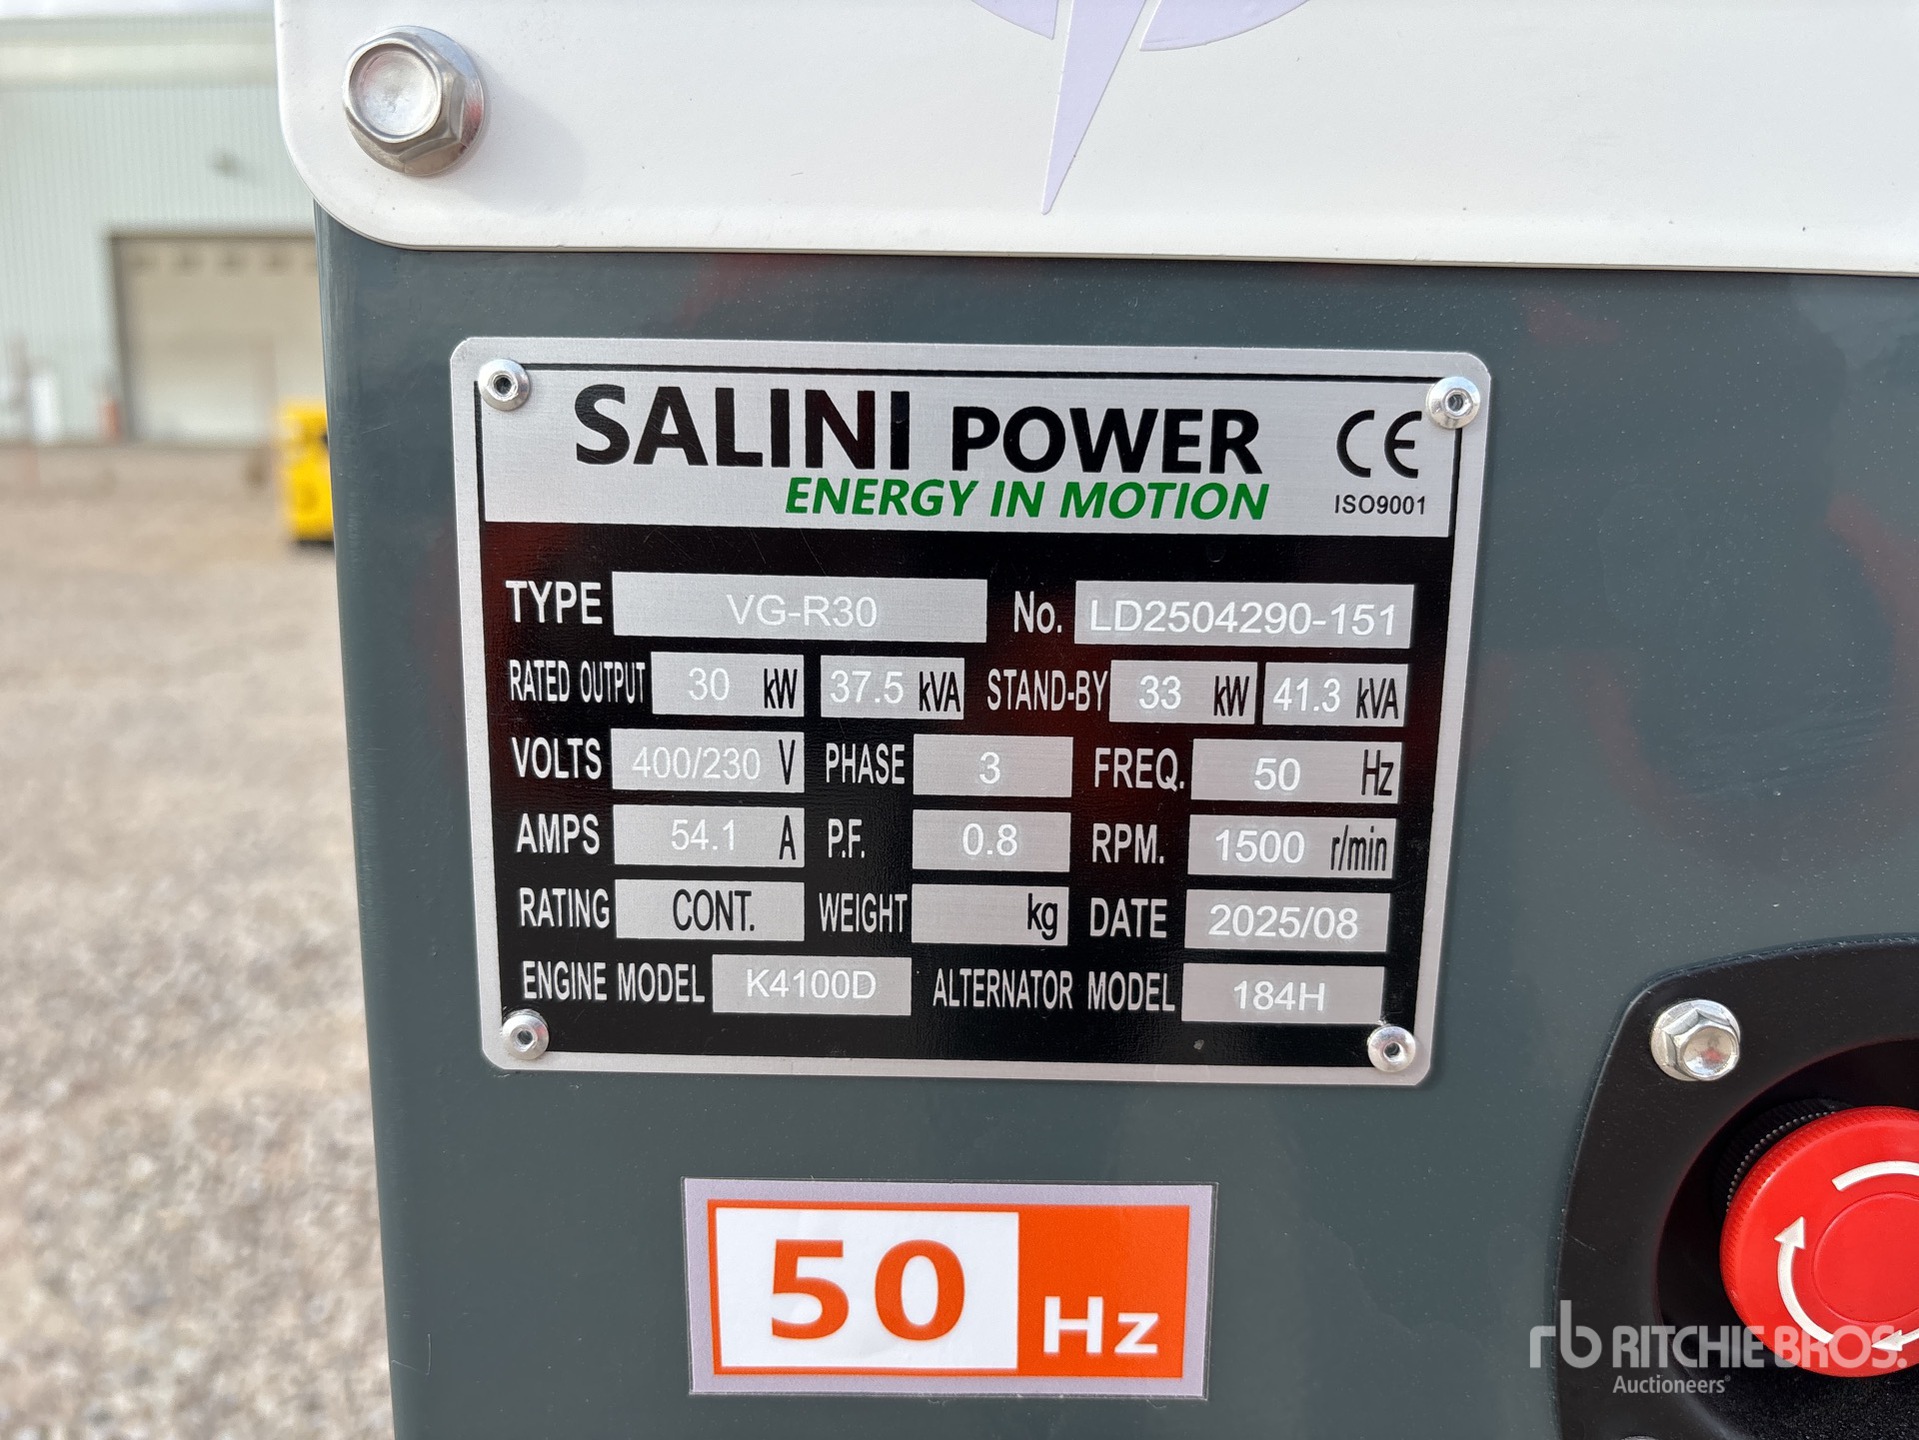 SALINI POWER CE
ENERGY IN MOTION ISO9001
TYPE VG-R30 No. LD2504290-151
RATED OUTPUT 30 kW 37.5 kVA STAND-BY 33 kW 41.3 kVA
VOLTS 400/230 V PHASE 3 FREQ. 50 Hz
AMPS 54.1 A P.F. 0.8 RPM. 1500 r/min
RATING CONT. WEIGHT kg DATE 2025/08
ENGINE MODEL K4100D ALTERNATOR MODEL 184H
50 Hz
rb RITCHIE BROS.
Auctioneers